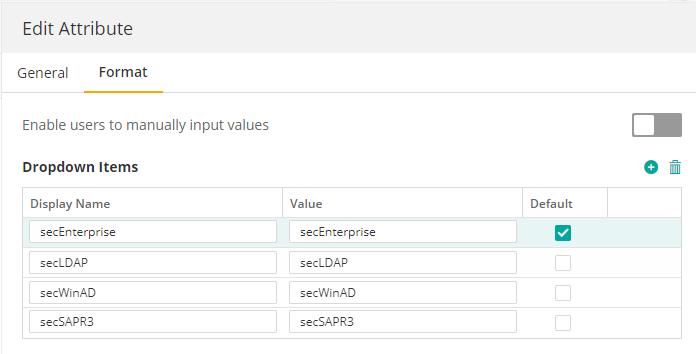 Edit Attribute
General Format
Enable users to manually input values
Dropdown Items
Display Name Value Default
secEnterprise secEnterprise
secLDAP secLDAP
secWinAD secWinAD
secSAPR3 secSAPR3